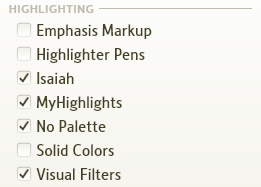 HIGHLIGHTING
Emphasis Markup
Highlighter Pens
Isaiah
MyHighlights
No Palette
Solid Colors
Visual Filters